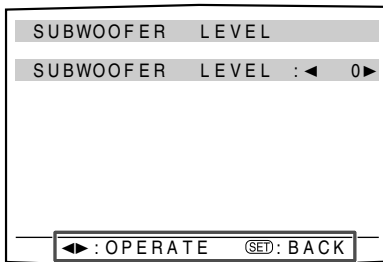 SUBWOOFER LEVEL
SUBWOOFER LEVEL :◄ 0►
◄►:OPERATE SET:BACK